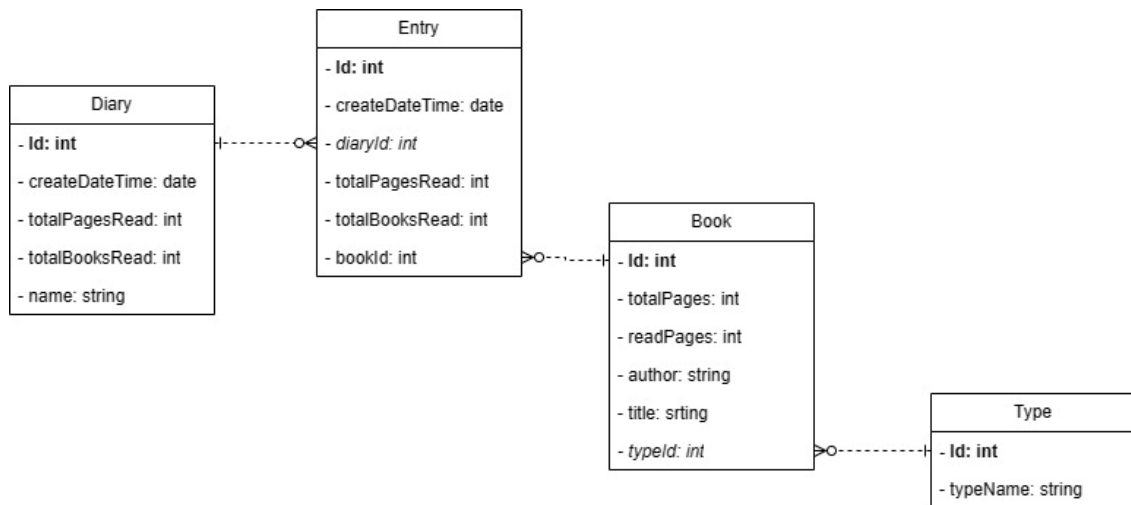 Diary
- Id: int
- createDateTime: date
- totalPagesRead: int
- totalBooksRead: int
- name: string
Entry
- Id: int
- createDateTime: date
- diaryId: int
- totalPagesRead: int
- totalBooksRead: int
- bookId: int
Book
- Id: int
- totalPages: int
- readPages: int
- author: string
- title: srting
- typeId: int
Type
- Id: int
- typeName: string